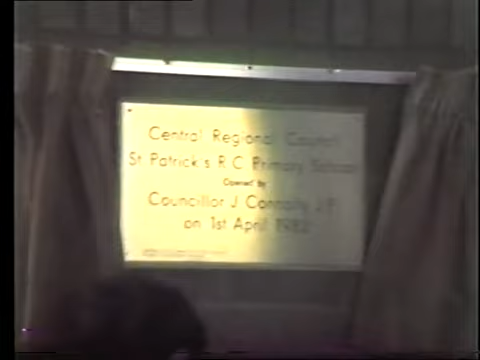 Central Regional Council
St Patrick's R C Primary School
Opened By
Councillor J Connolly J.P.
on 1st April 1982